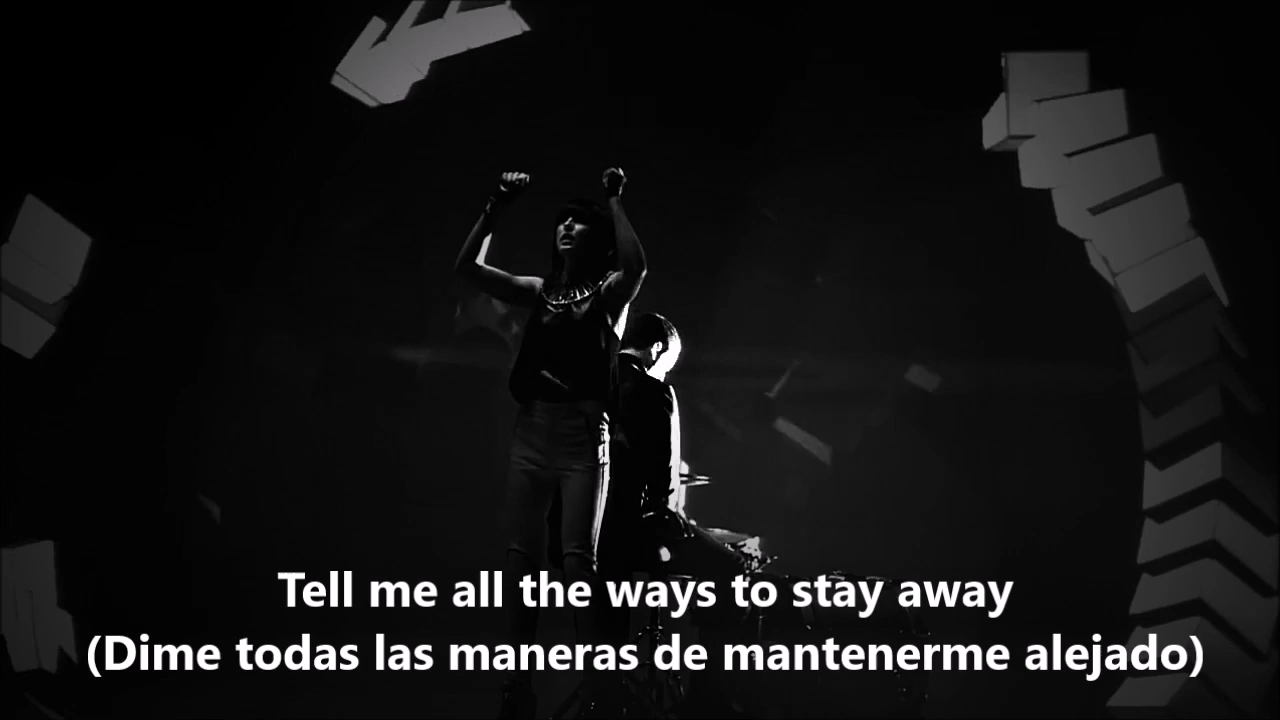 Tell me all the ways to stay away
(Dime todas las maneras de mantenerme alejado)